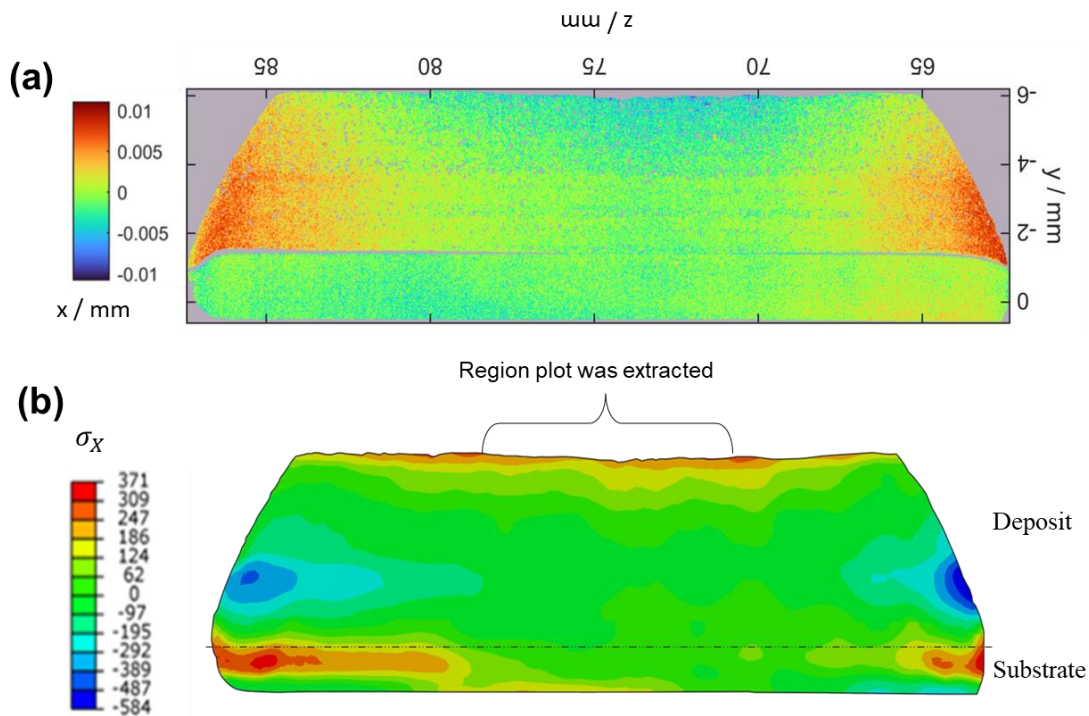 z / mm
85 80 75 70 65
(a)
0.01
0.005
0
-0.005
-0.01
x / mm
-6
-4
-2
0
y / mm
Region plot was extracted
(b)
σ_X
371
309
247
186
124
62
0
-97
-195
-292
-389
-487
-584
Deposit
Substrate